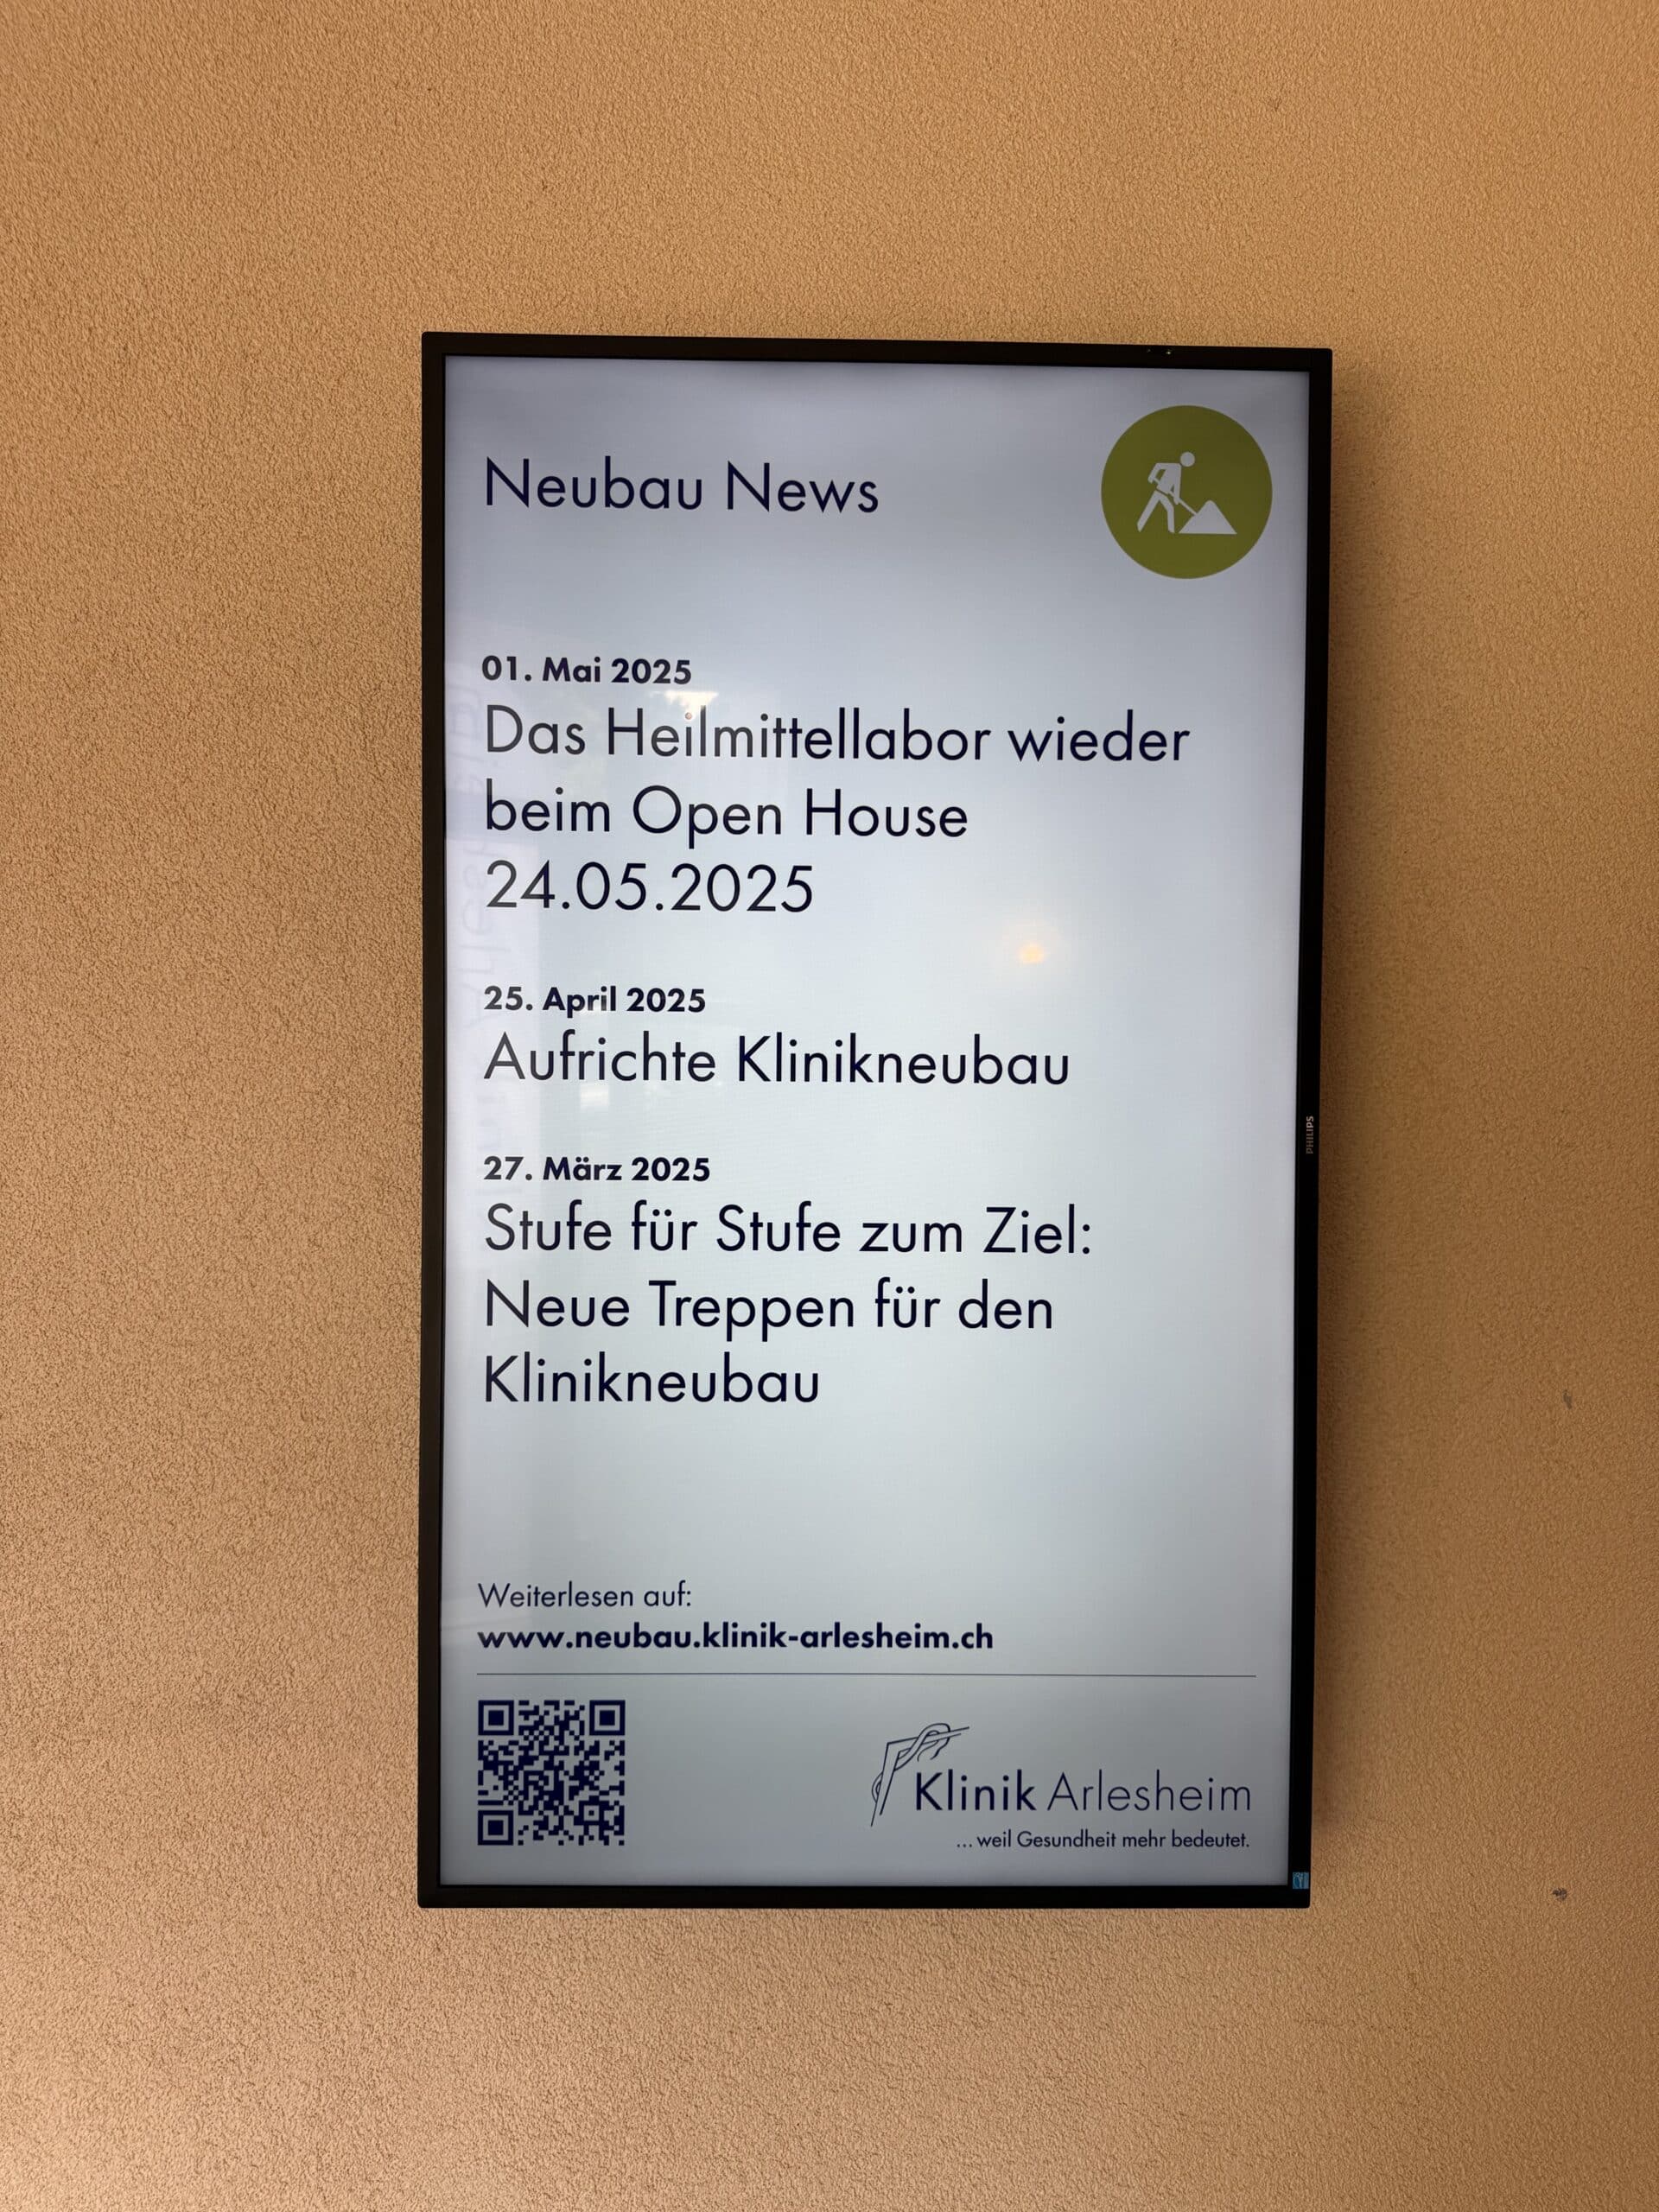 Neubau News
01. Mai 2025
Das Heilmittellabor wieder
beim Open House
24.05.2025
25. April 2025
Aufrichte Klinikneubau
27. März 2025
Stufe für Stufe zum Ziel:
Neue Treppen für den
Klinikneubau
Weiterlesen auf:
www.neubau.klinik-arlesheim.ch
Klinik Arlesheim
...weil Gesundheit mehr bedeutet.
PHILIPS